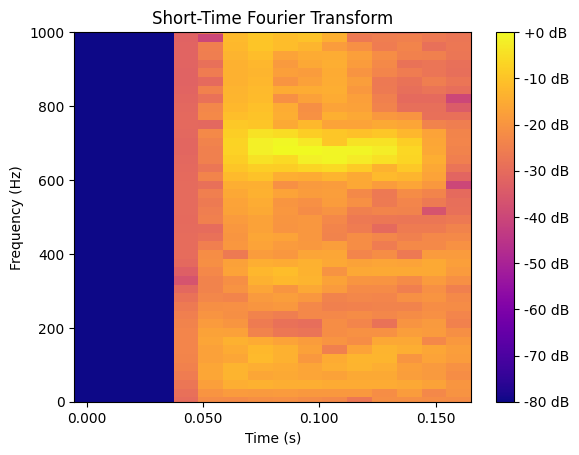 Short-Time Fourier Transform
Frequency (Hz)
1000
800
600
400
200
0
0.000
0.050
0.100
0.150
Time (s)
+0 dB
-10 dB
-20 dB
-30 dB
-40 dB
-50 dB
-60 dB
-70 dB
-80 dB